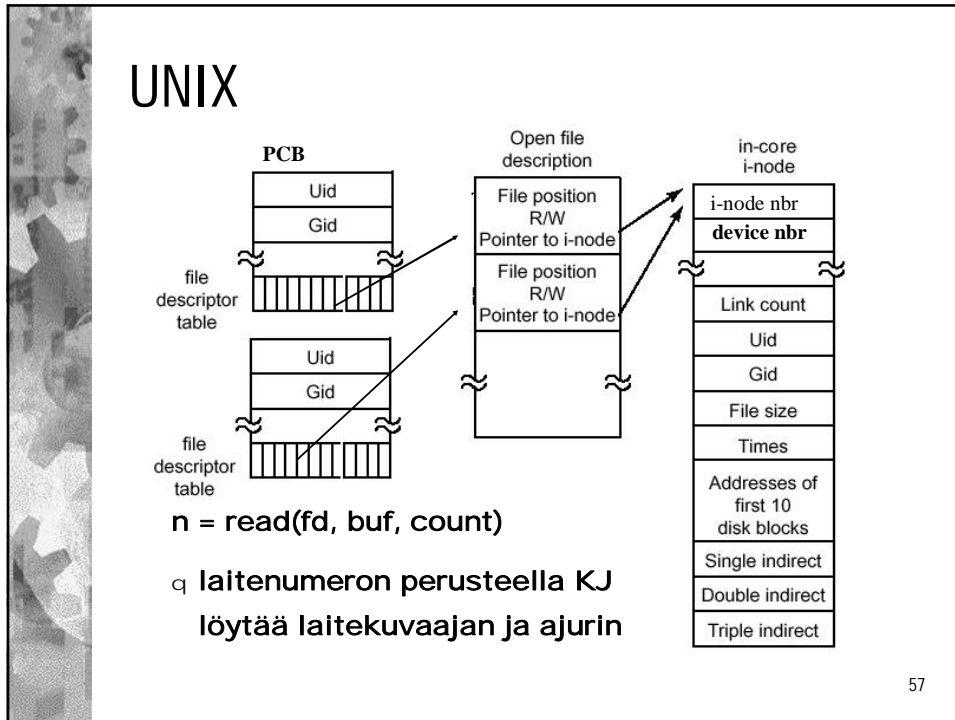 UNIX
PCB
Uid
Gid
file
descriptor
table
Uid
Gid
file
descriptor
table
Open file
description
File position
R/W
Pointer to i-node
File position
R/W
Pointer to i-node
in-core
i-node
i-node nbr
device nbr
Link count
Uid
Gid
File size
Times
Addresses of
first 10
disk blocks
Single indirect
Double indirect
Triple indirect
n = read(fd, buf, count)
q laitenumeron perusteella KJ
löytää laitekuvaajan ja ajurin
57